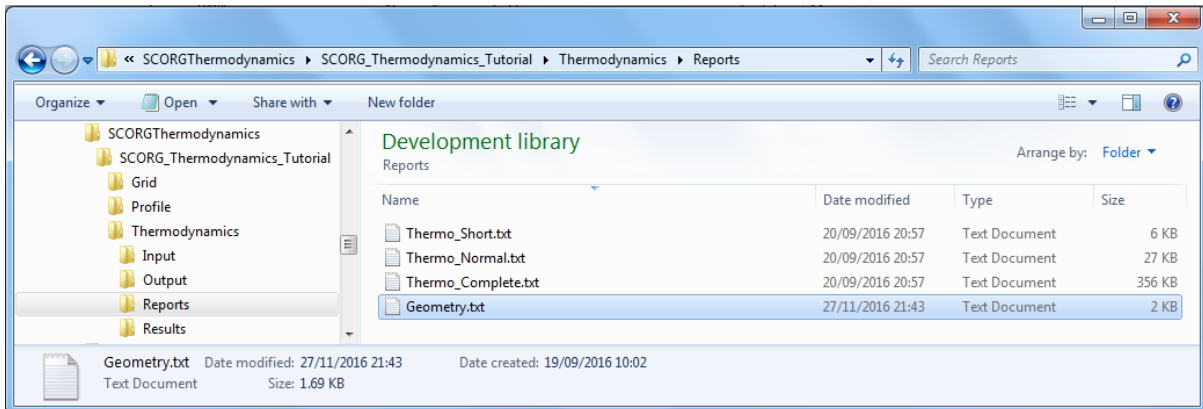 « SCORGThermodynamics ▸ SCORG_Thermodynamics_Tutorial ▸ Thermodynamics ▸ Reports Search Reports
Organize Open Share with New folder
SCORGThermodynamics
SCORG_Thermodynamics_Tutorial
Grid
Profile
Thermodynamics
Input
Output
Reports
Results
Development library
Reports
Arrange by: Folder
Name Date modified Type Size
Thermo_Short.txt 20/09/2016 20:57 Text Document 6 KB
Thermo_Normal.txt 20/09/2016 20:57 Text Document 27 KB
Thermo_Complete.txt 20/09/2016 20:57 Text Document 356 KB
Geometry.txt 27/11/2016 21:43 Text Document 2 KB
Geometry.txt Date modified: 27/11/2016 21:43 Date created: 19/09/2016 10:02
Text Document Size: 1.69 KB